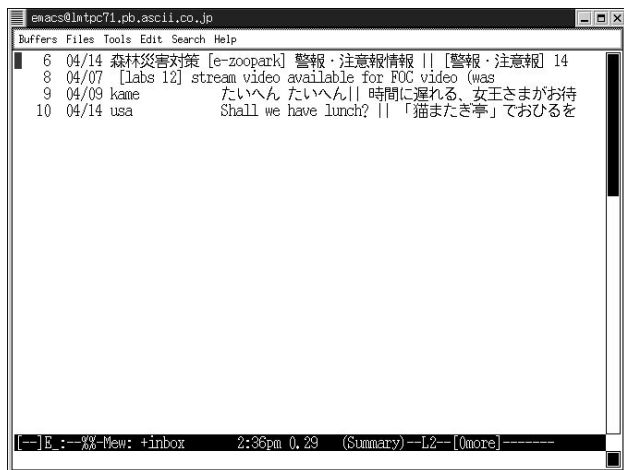 emacs@lmtpc71.pb.ascii.co.jp
Buffers Files Tools Edit Search Help
6 04/14 森林災害対策 [e-zoopark] 警報・注意報情報 || [警報・注意報] 14
8 04/07 [labs 12] stream video available for FOC video (was
9 04/09 kame たいへん たいへん|| 時間に遅れる、女王さまがお待
10 04/14 usa Shall we have lunch? || 「猫またぎ亭」でおひるを
[--]E_:--%%-Mew: +inbox 2:36pm 0.29 (Summary)--L2--[0more]-------